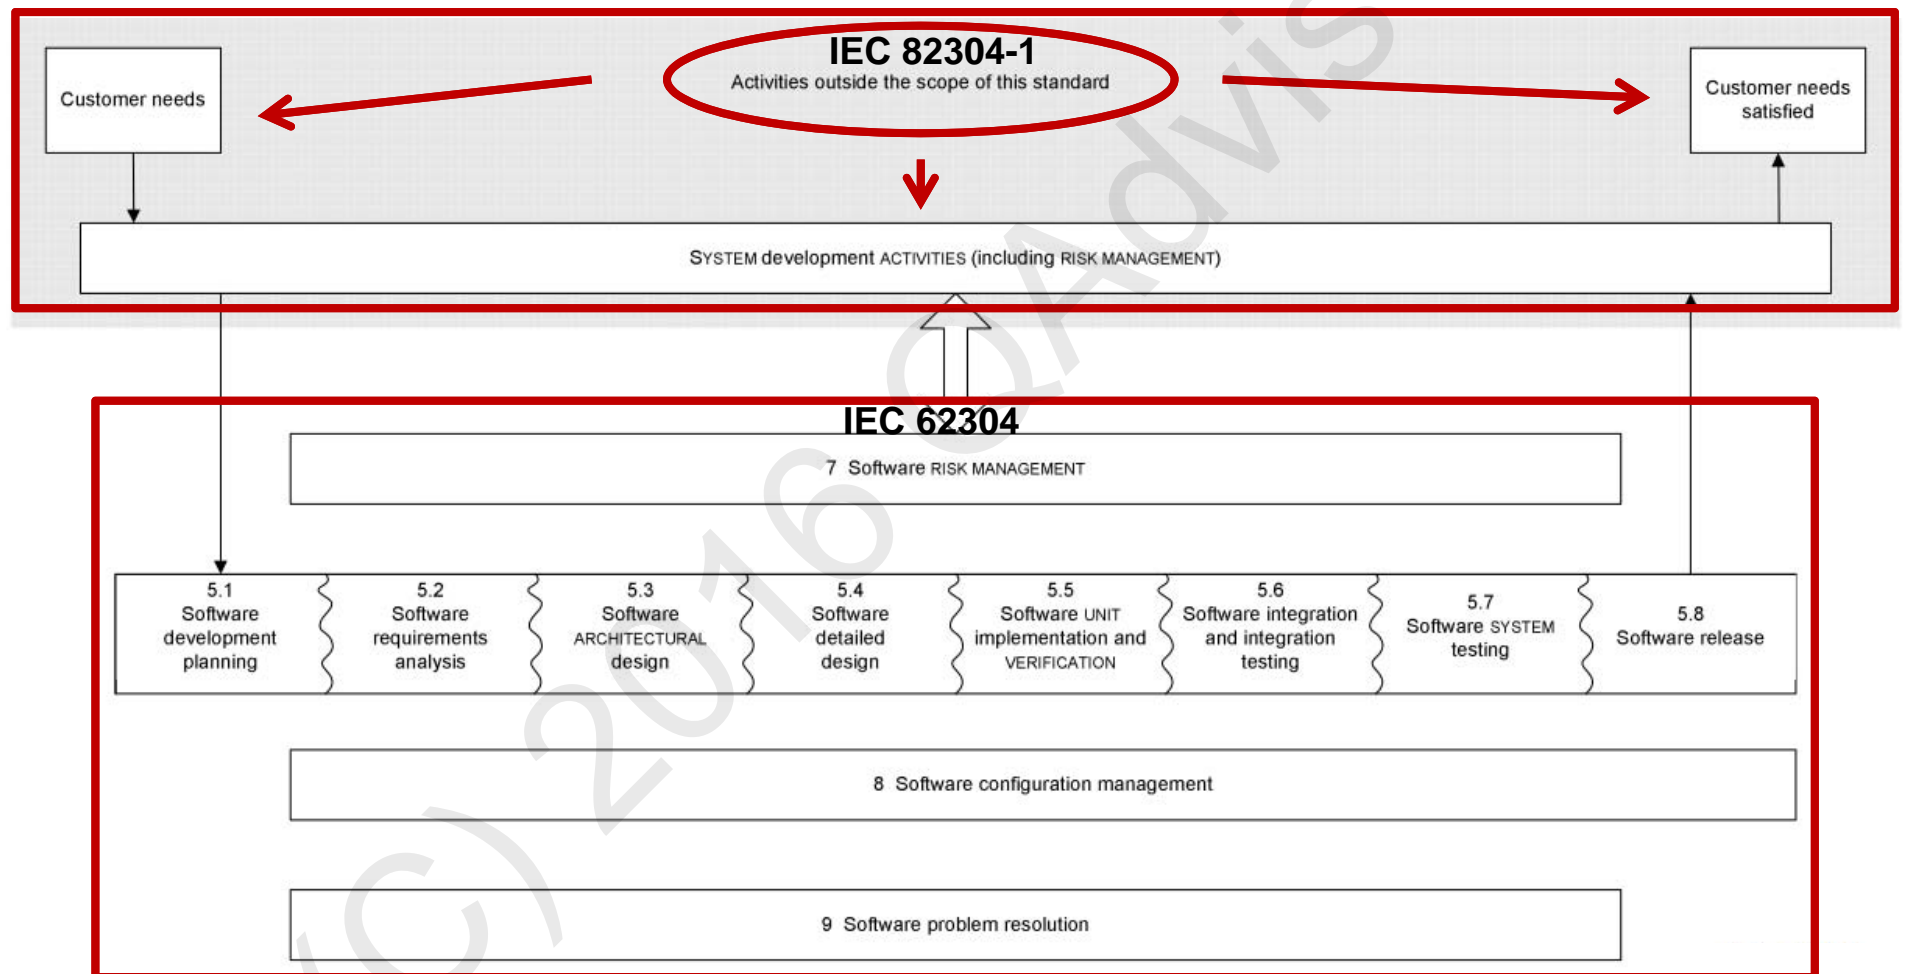 IEC 82304-1
Activities outside the scope of this standard
Customer needs
Customer needs
satisfied
SYSTEM development ACTIVITIES (including RISK MANAGEMENT)
IEC 62304
7 Software RISK MANAGEMENT
5.1
Software
development
planning
5.2
Software
requirements
analysis
5.3
Software
ARCHITECTURAL
design
5.4
Software
detailed
design
5.5
Software UNIT
implementation and
VERIFICATION
5.6
Software integration
and integration
testing
5.7
Software SYSTEM
testing
5.8
Software release
8 Software configuration management
9 Software problem resolution
(C) 2016 QAdvis